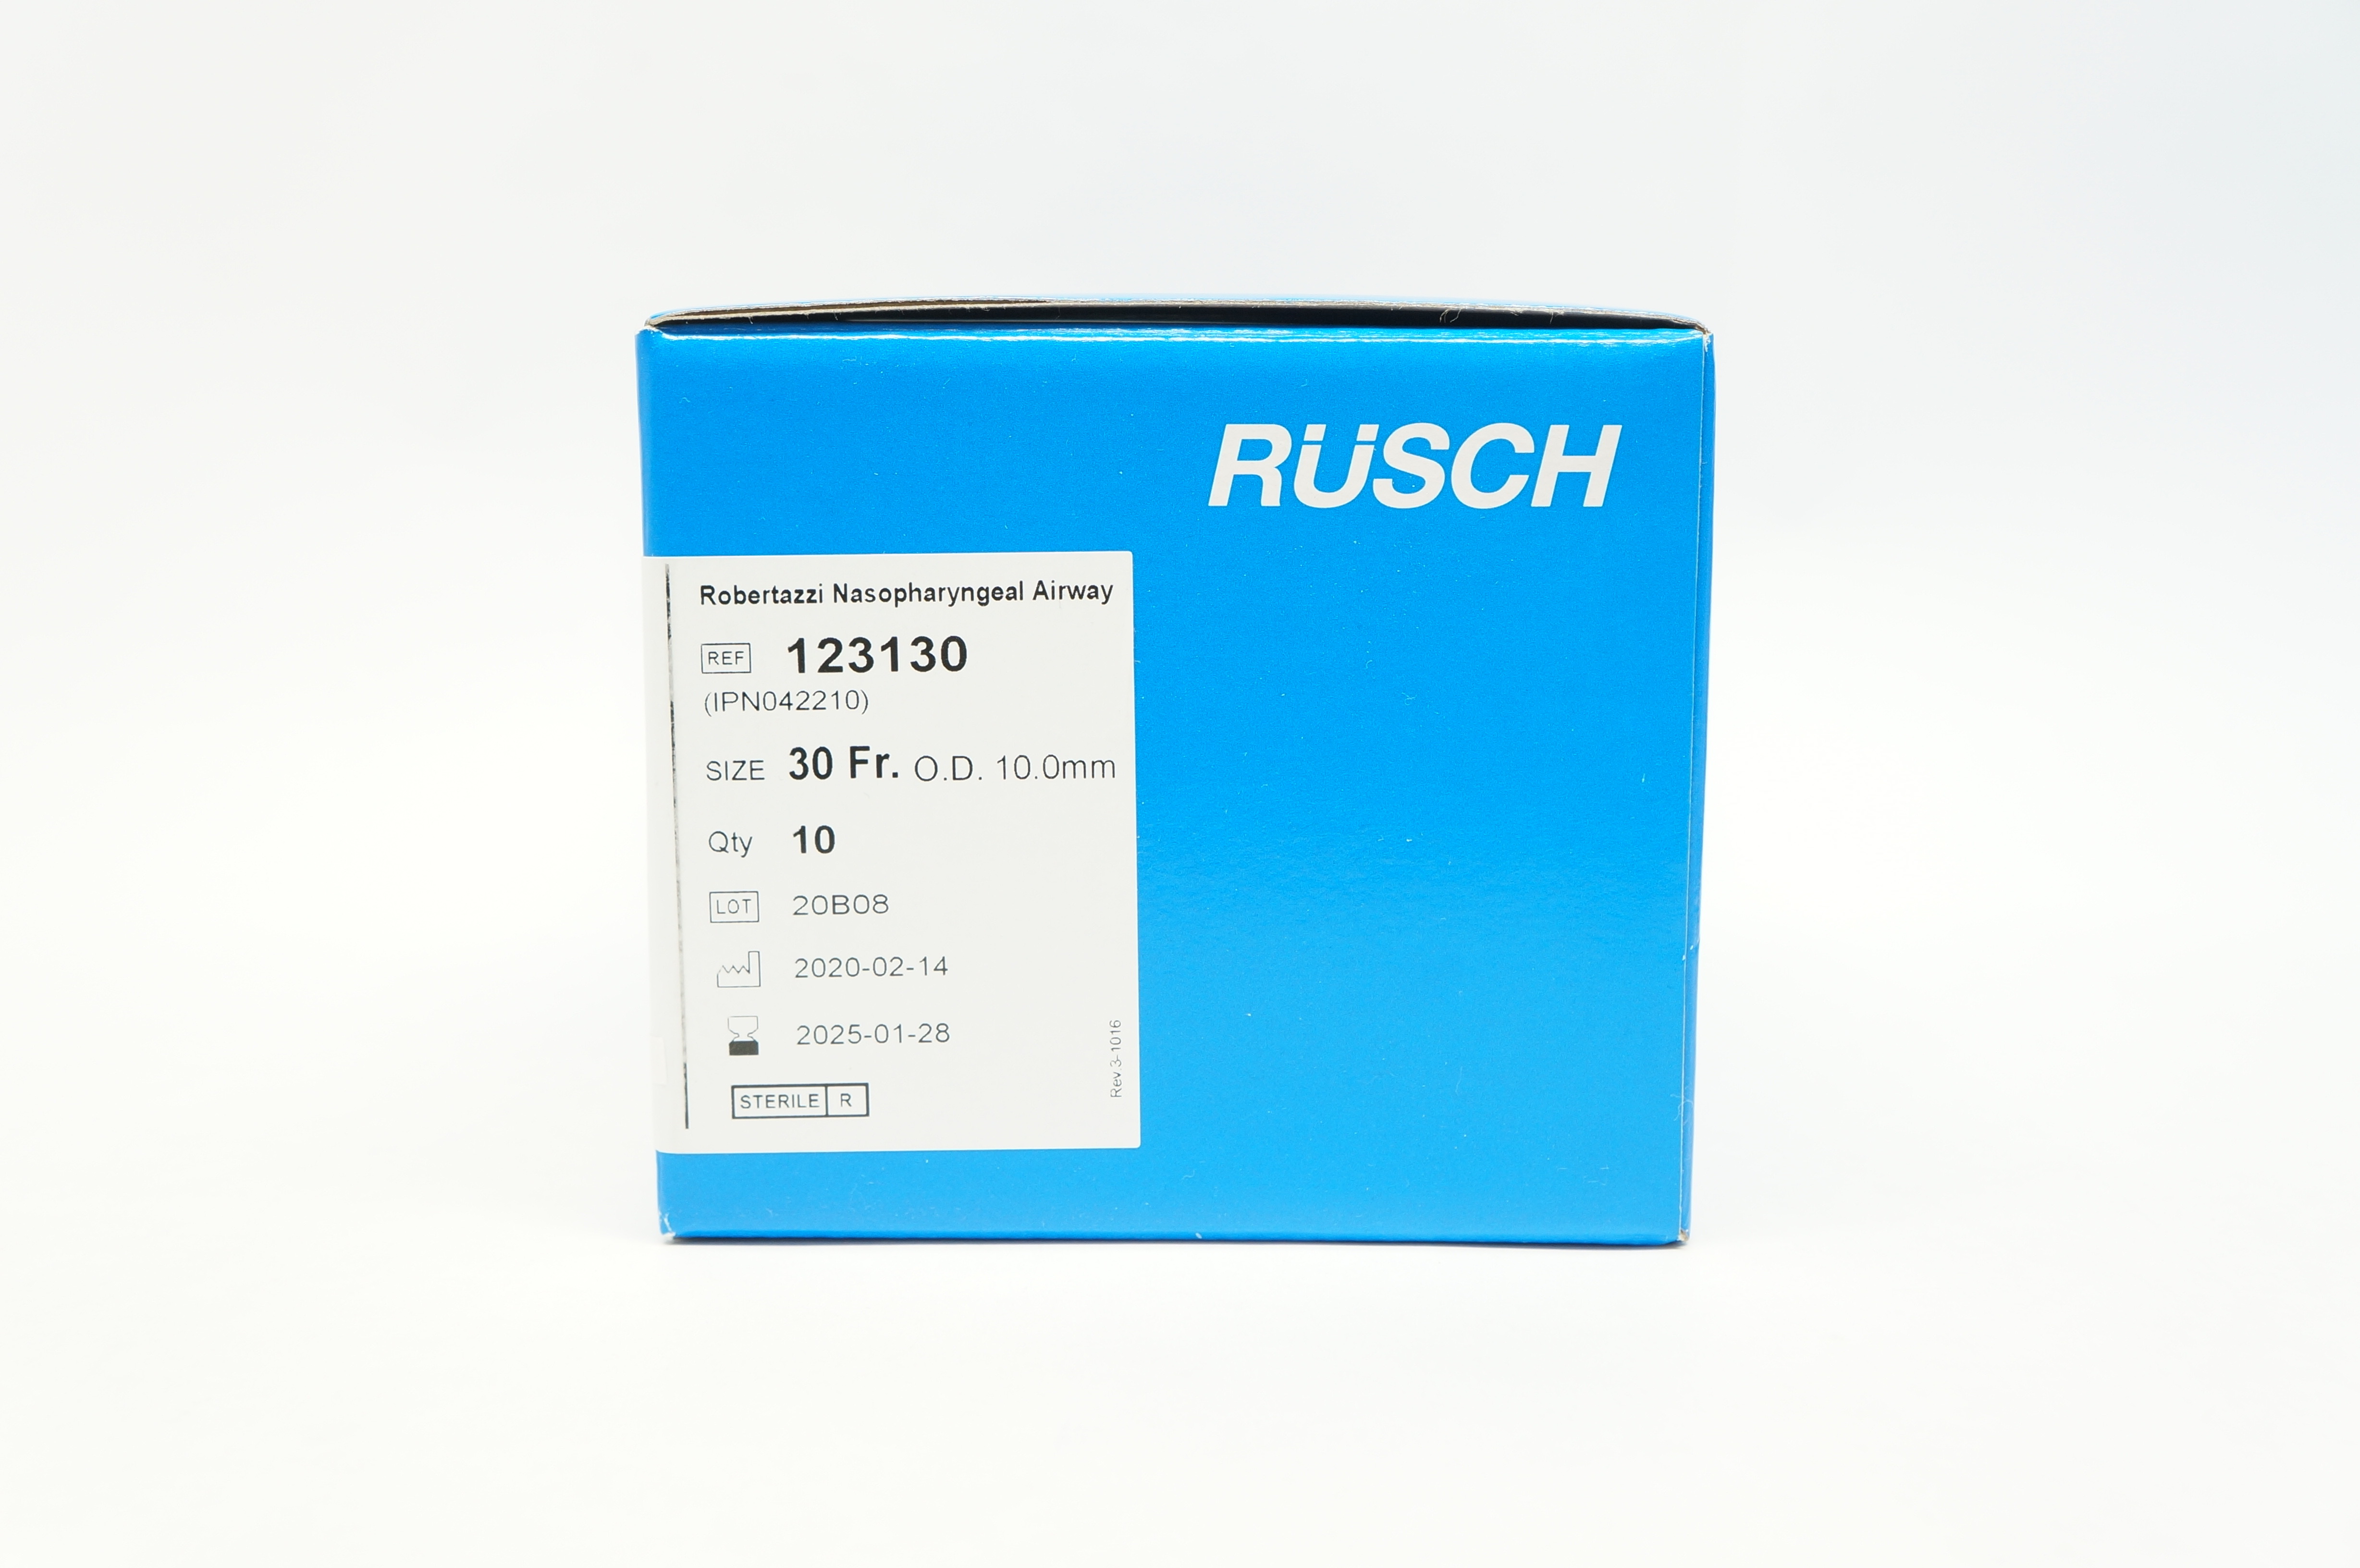 RÜSCH
Robertazzi Nasopharyngeal Airway
REF 123130
(IPN042210)
SIZE 30 Fr. O.D. 10.0mm
Qty 10
LOT 20B08
2020-02-14
2025-01-28
STERILE R
Rev.3-1016